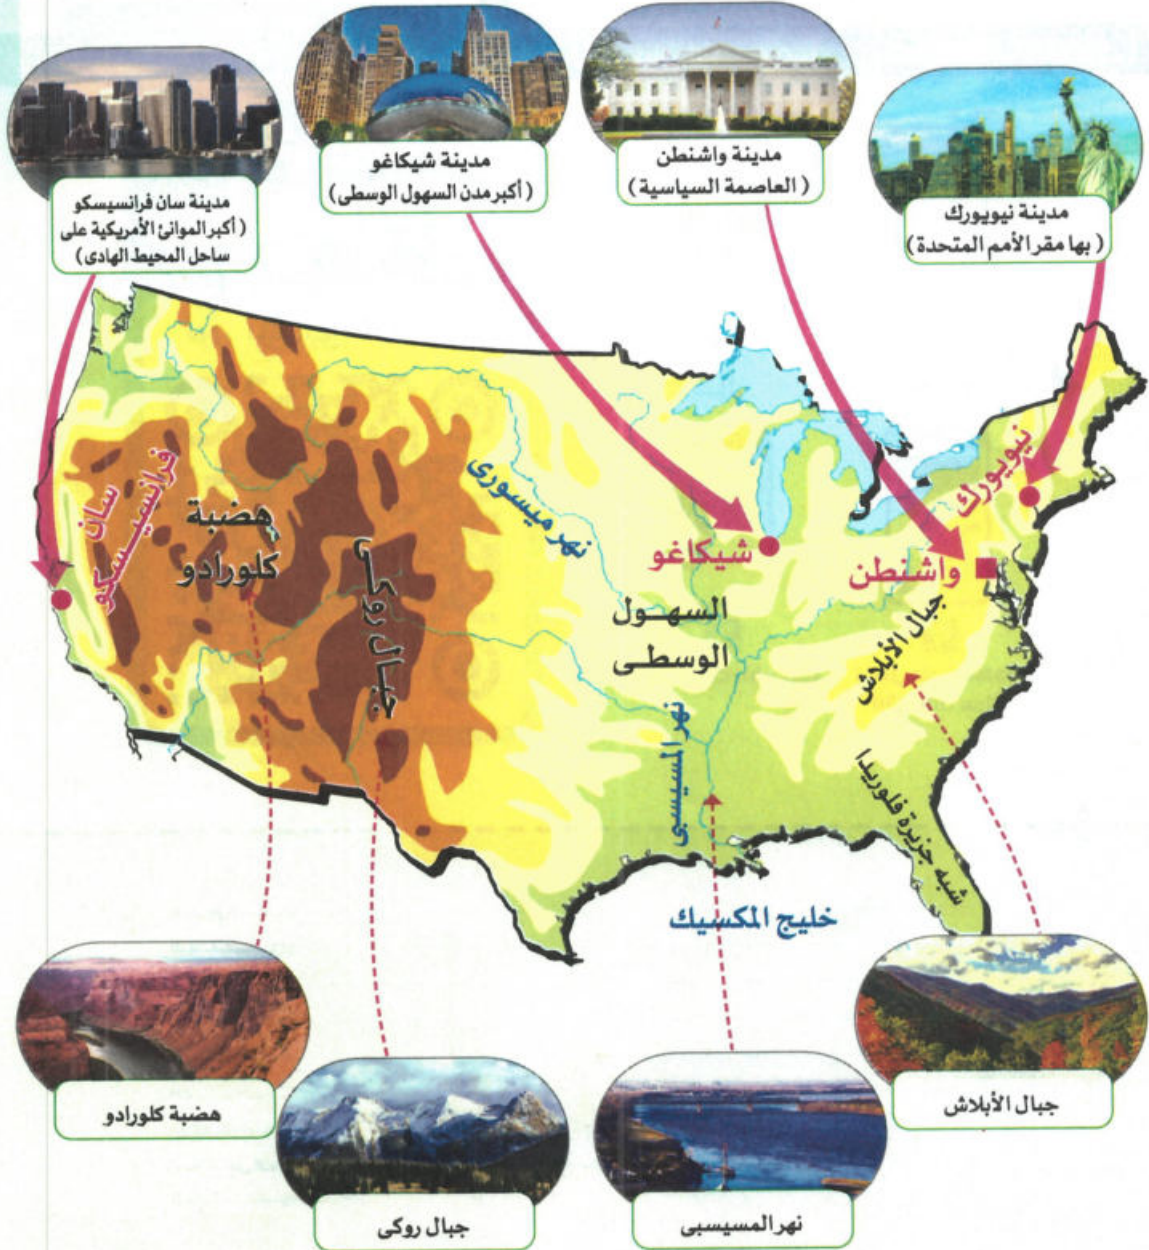 مدينة نيويورك
(بها مقر الأمم المتحدة)
مدينة واشنطن
(العاصمة السياسية)
مدينة شيكاغو
(أكبر مدن السهول الوسطى)
مدينة سان فرانسيسكو
(أكبر الموانئ الأمريكية على
ساحل المحيط الهادى)
نيويورك
واشنطن
شيكاغو
سان
فرانسيسكو
نهر ميسورى
هضبة
كلورادو
جبال روكى
السهول
الوسطى
جبال الأبلاش
نهر المسيسبى
شبه جزيرة فلوريدا
خليج المكسيك
جبال الأبلاش
نهر المسيسبى
جبال روكى
هضبة كلورادو